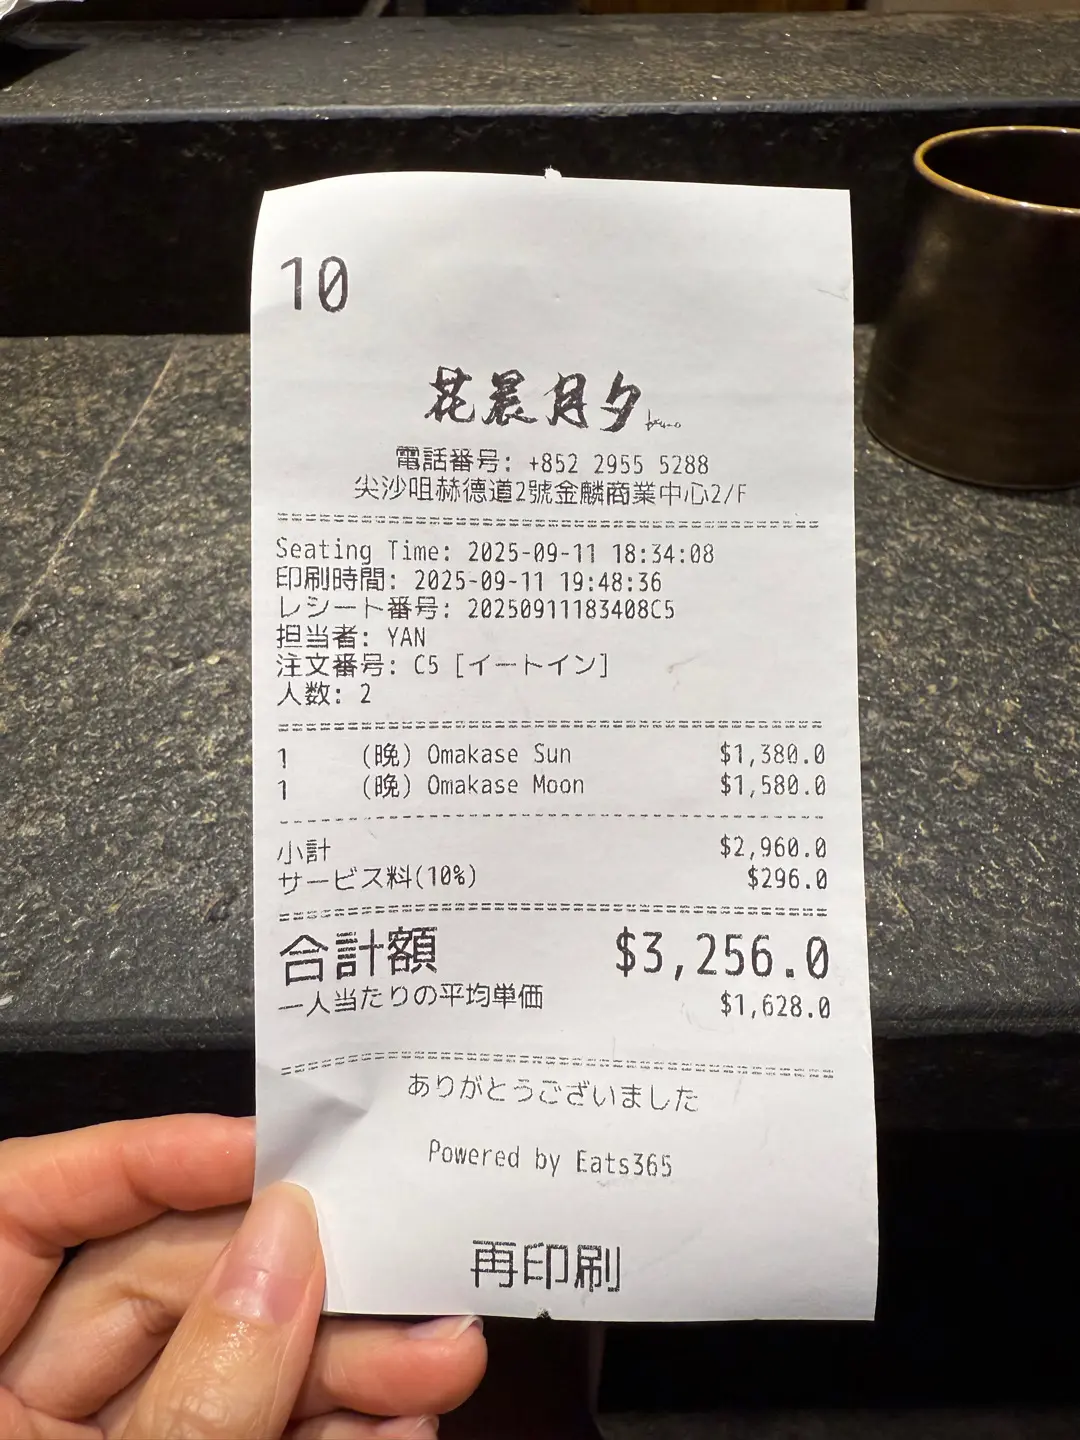 10
花晨月夕
電話番号: +852 2955 5288
尖沙咀赫德道2號金麟商業中心2/F
Seating Time: 2025-09-11 18:34:08
印刷時間: 2025-09-11 19:48:36
レシート番号: 20250911183408C5
担当者: YAN
注文番号: C5 [イートイン]
人数: 2
1 (晚) Omakase Sun $1,380.0
1 (晚) Omakase Moon $1,580.0
小計 $2,960.0
サービス料(10%) $296.0
合計額 $3,256.0
一人当たりの平均単価 $1,628.0
ありがとうございました
Powered by Eats365
再印刷